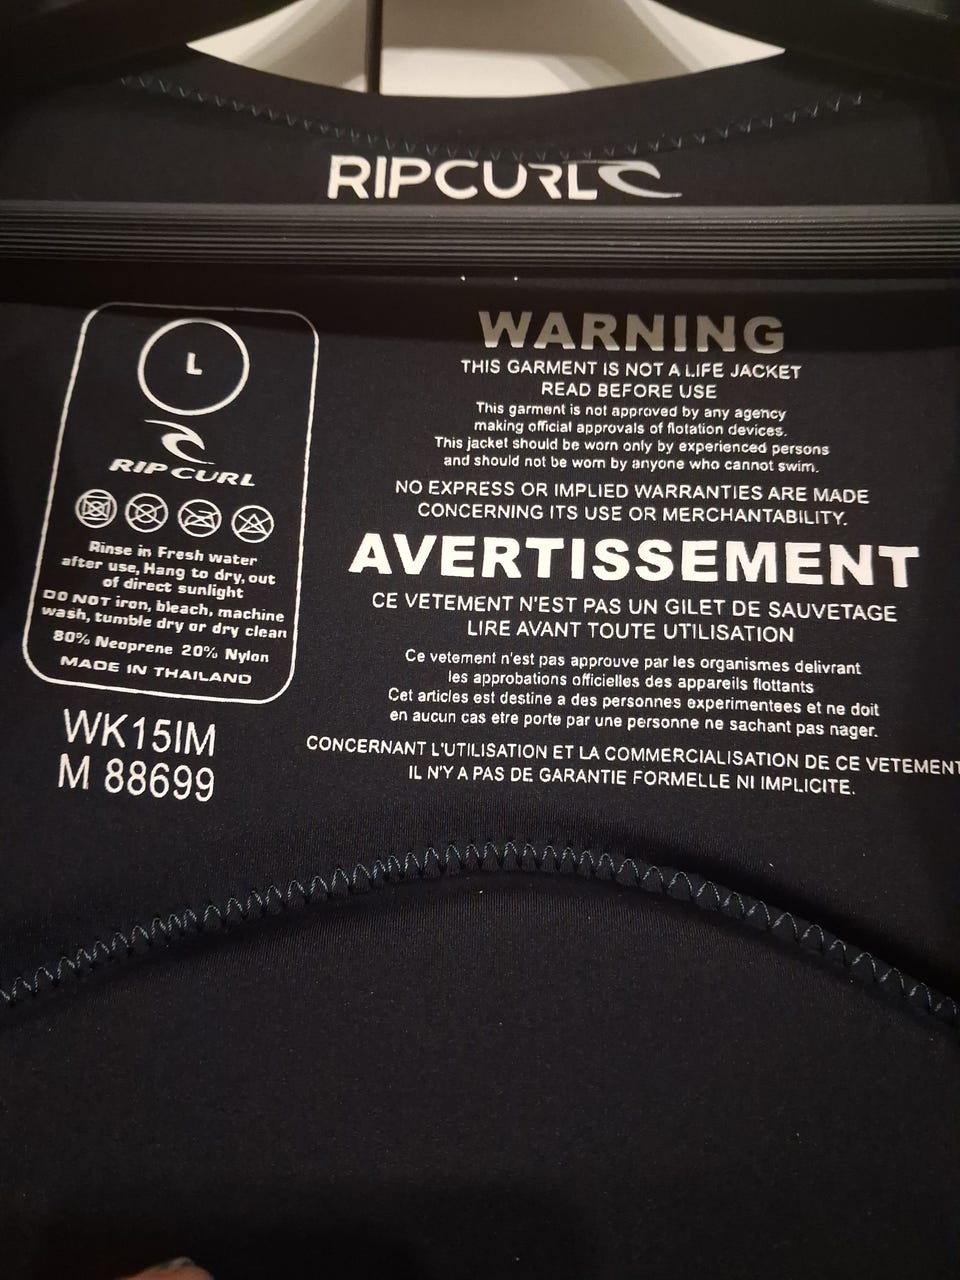 RIPCURL
L
RIP CURL
Rinse in Fresh water
after use, Hang to dry, out
of direct sunlight
DO NOT iron, bleach, machine
wash, tumble dry or dry clean
80% Neoprene 20% Nylon
MADE IN THAILAND
WK15IM
M 88699
WARNING
THIS GARMENT IS NOT A LIFE JACKET
READ BEFORE USE
This garment is not approved by any agency
making official approvals of flotation devices.
This jacket should be worn only by experienced persons
and should not be worn by anyone who cannot swim.
NO EXPRESS OR IMPLIED WARRANTIES ARE MADE
CONCERNING ITS USE OR MERCHANTABILITY.
AVERTISSEMENT
CE VETEMENT N'EST PAS UN GILET DE SAUVETAGE
LIRE AVANT TOUTE UTILISATION
Ce vetement n'est pas approuve par les organismes delivrant
les approbations officielles des appareils flottants
Cet articles est destine a des personnes experimentees et ne doit
en aucun cas etre porte par une personne ne sachant pas nager.
CONCERNANT L'UTILISATION ET LA COMMERCIALISATION DE CE VETEMENT
IL N'Y A PAS DE GARANTIE FORMELLE NI IMPLICITE.